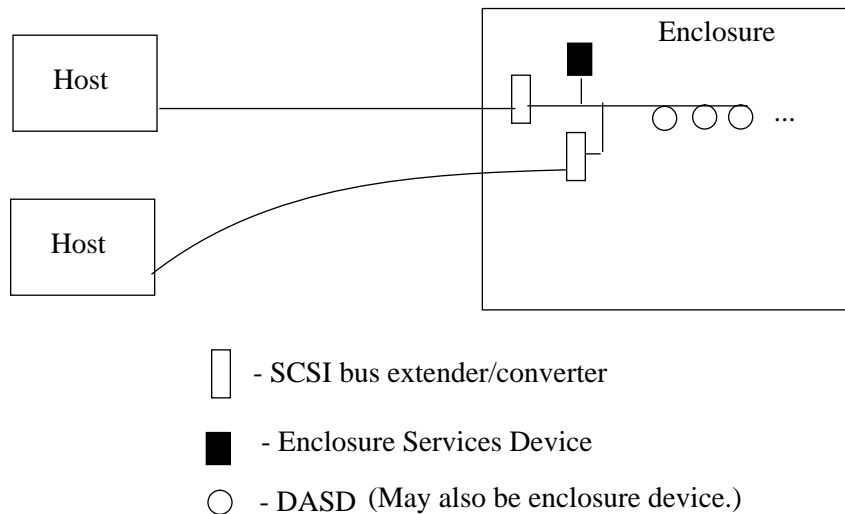 Enclosure
Host
...
Host
- SCSI bus extender/converter
- Enclosure Services Device
- DASD (May also be enclosure device.)